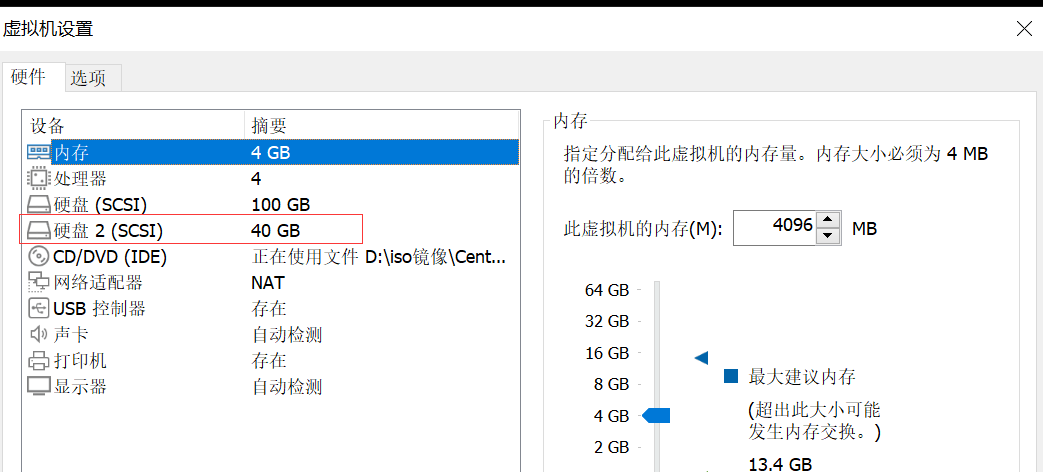 虚拟机设置
硬件 选项
设备 摘要
内存 4 GB
处理器 4
硬盘 (SCSI) 100 GB
硬盘 2 (SCSI) 40 GB
CD/DVD (IDE) 正在使用文件 D:\iso镜像\Cent...
网络适配器 NAT
USB 控制器 存在
声卡 自动检测
打印机 存在
显示器 自动检测
内存
指定分配给此虚拟机的内存量。内存大小必须为 4 MB
的倍数。
此虚拟机的内存(M): 4096 MB
64 GB
32 GB
16 GB
8 GB
4 GB
2 GB
最大建议内存
(超出此大小可能
发生内存交换。)
13.4 GB